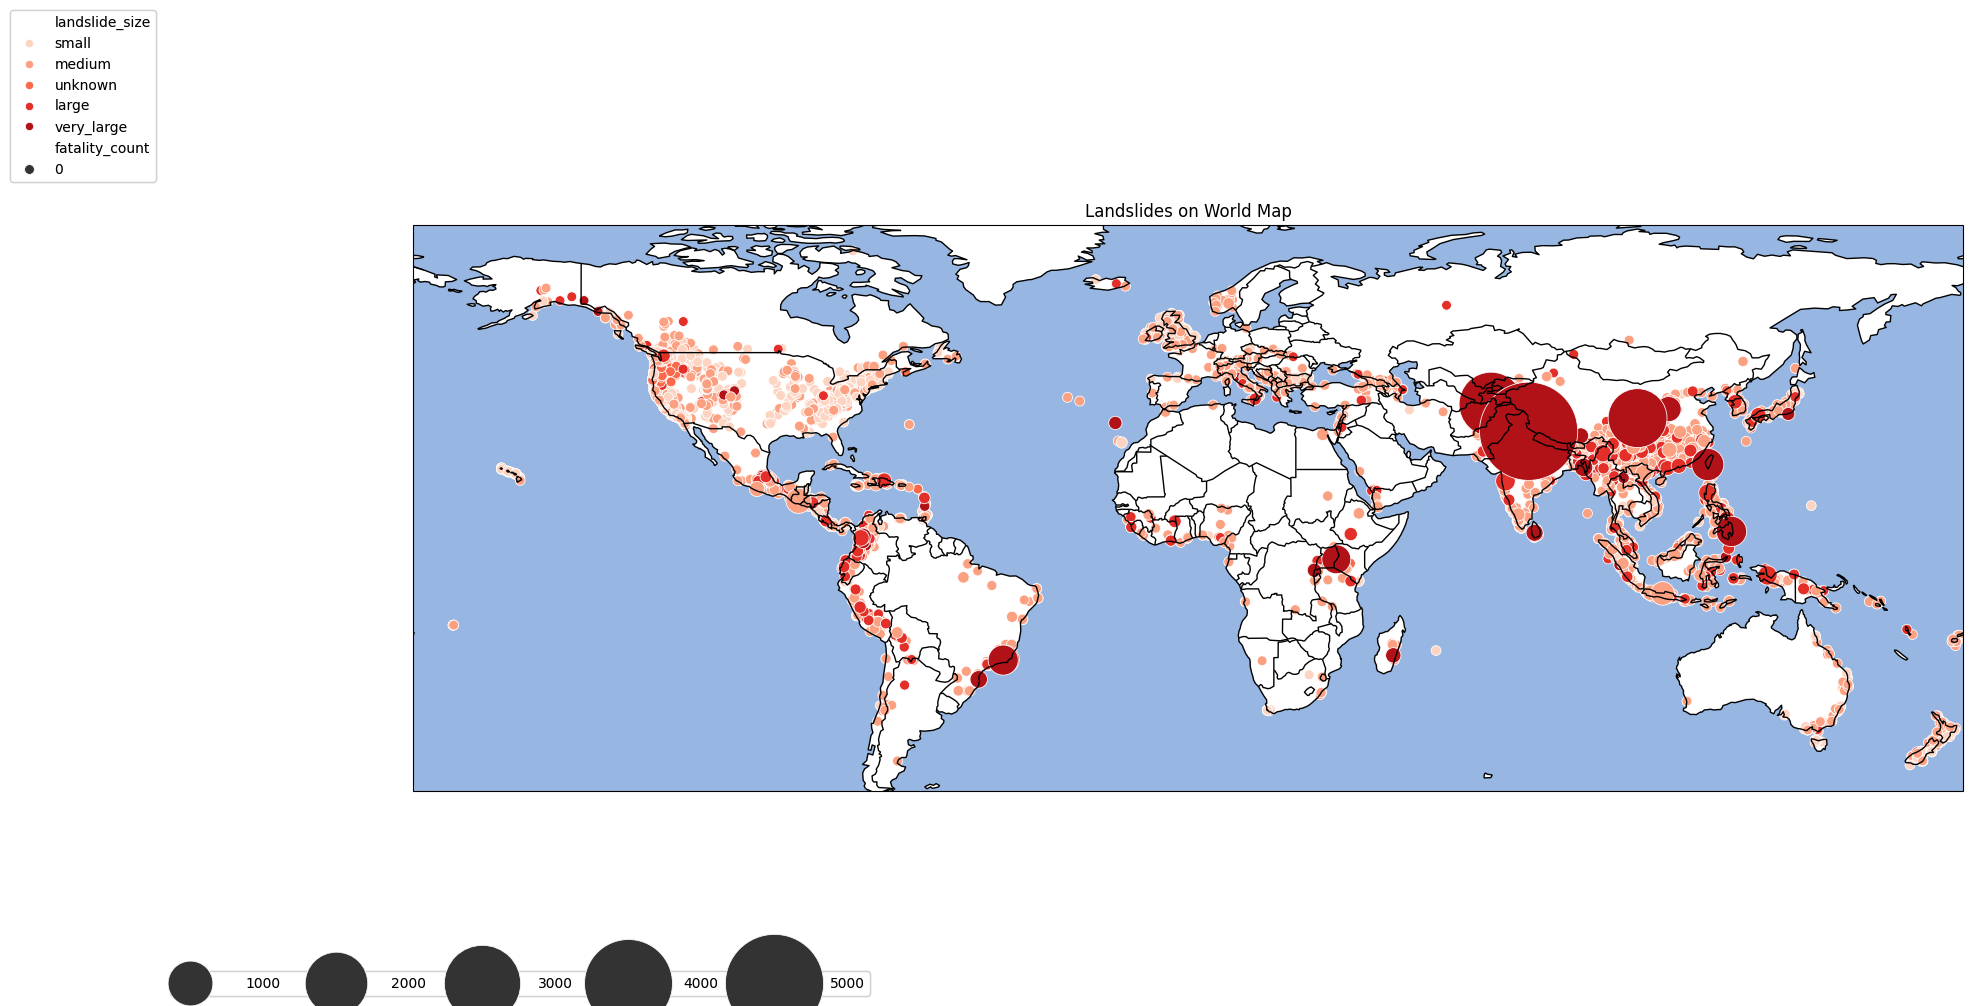 landslide_size
small
medium
unknown
large
very_large
fatality_count
0
Landslides on World Map
1000 2000 3000 4000 5000